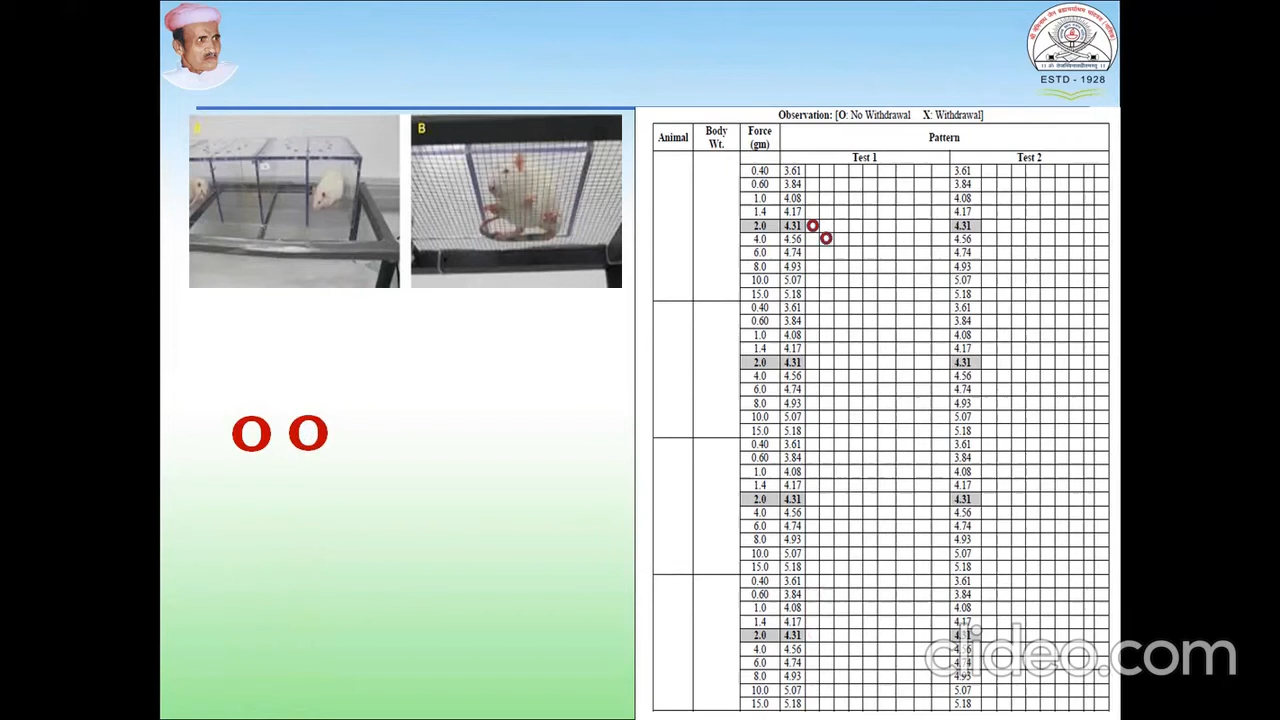 ESTD - 1928
B
B
O O
Observation: [O: No Withdrawal X: Withdrawal]
Animal Body Wt. Force (gm) Pattern
Test 1 Test 2
0.40 3.61 3.61
0.60 3.84 3.84
1.0 4.08 4.08
1.4 4.17 4.17
2.0 4.31 O 4.31
4.0 4.56 O 4.56
6.0 4.74 4.74
8.0 4.93 4.93
10.0 5.07 5.07
15.0 5.18 5.18
0.40 3.61 3.61
0.60 3.84 3.84
1.0 4.08 4.08
1.4 4.17 4.17
2.0 4.31 4.31
4.0 4.56 4.56
6.0 4.74 4.74
8.0 4.93 4.93
10.0 5.07 5.07
15.0 5.18 5.18
0.40 3.61 3.61
0.60 3.84 3.84
1.0 4.08 4.08
1.4 4.17 4.17
2.0 4.31 4.31
4.0 4.56 4.56
6.0 4.74 4.74
8.0 4.93 4.93
10.0 5.07 5.07
15.0 5.18 5.18
0.40 3.61 3.61
0.60 3.84 3.84
1.0 4.08 4.08
1.4 4.17 4.17
2.0 4.31 4.31
4.0 4.56 4.56
6.0 4.74 4.74
8.0 4.93 4.93
10.0 5.07 5.07
15.0 5.18 5.18
clideo.com